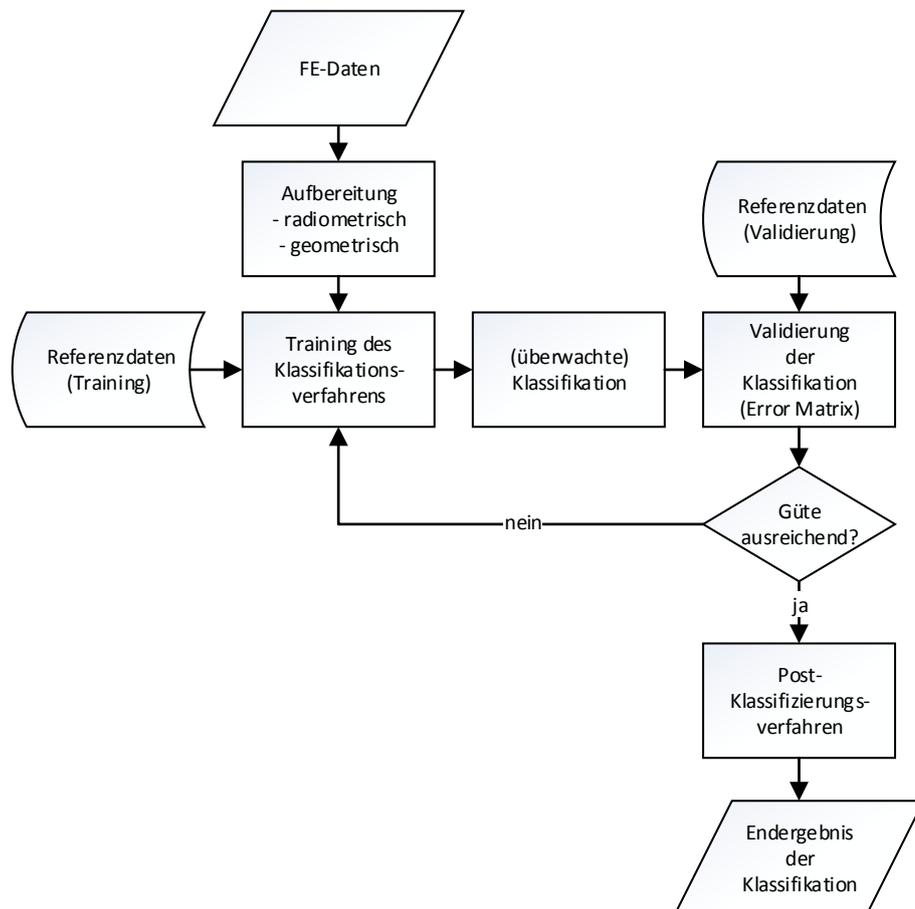 FE-Daten
Aufbereitung
- radiometrisch
- geometrisch
Referenzdaten
(Validierung)
Referenzdaten
(Training)
Training des
Klassifikations-
verfahrens
(überwachte)
Klassifikation
Validierung
der
Klassifikation
(Error Matrix)
Güte
ausreichend?
nein
ja
Post-
Klassifizierungs-
verfahren
Endergebnis
der
Klassifikation